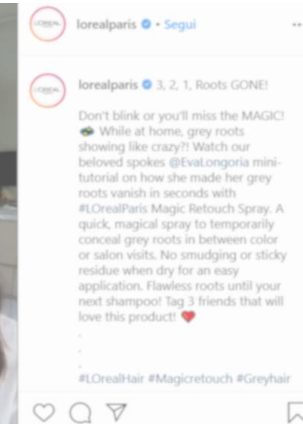 lorealparis • Segui
lorealparis 3, 2, 1, Roots GONE!
Don't blink or you'll miss the MAGIC!
While at home, grey roots
showing like crazy?! Watch our
beloved spokes @EvaLongoria mini-
tutorial on how she made her grey
roots vanish in seconds with
#LOrealParis Magic Retouch Spray. A
quick, magical spray to temporarily
conceal grey roots in between color
or salon visits. No smudging or sticky
residue when dry for an easy
application. Flawless roots until your
next shampoo! Tag 3 friends that will
love this product! ❤️
.
.
.
#LOrealHair #Magicretouch #Greyhair